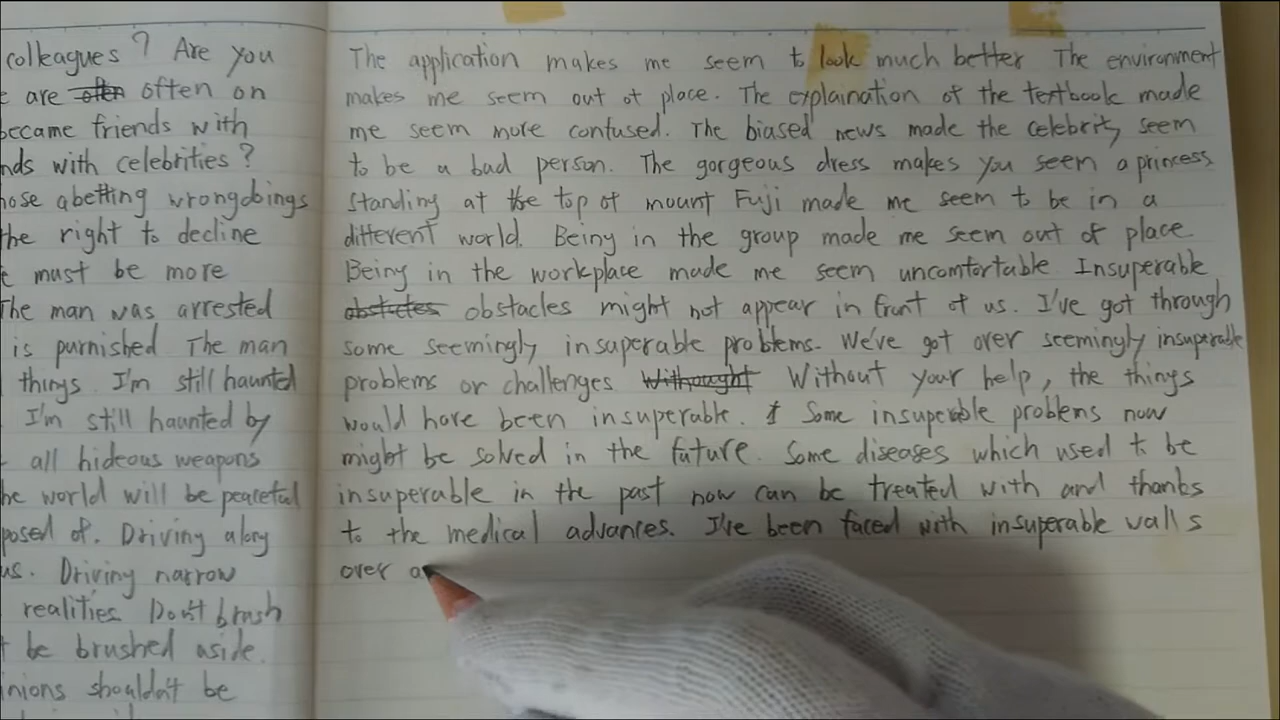 colleagues? Are you
are often often on
became friends with
nds with celebrities?
hose abetting wrongdoings
the right to decline
must be more
The man was arrested
is purnished The man
things. I'm still haunted
I'm still haunted by
all hideous weapons
he world will be peaceful
posed of. Driving along
us. Driving narrow
realities Don't brush
be brushed aside.
inions shouldn't be
The application makes me seem to look much better The environment
makes me seem out of place. The explaination of the textbook made
me seem more confused. The biased news made the celebrity seem
to be a bad person. The gorgeous dress makes you seem a princess
Standing at the top of mount Fuji made me seem to be in a
different world. Being in the group made me seem out of place
Being in the workplace made me seem uncomfortable Insuperable
obstctes obstacles might not appear in front of us. I've got through
some seemingly insuperable problems. We've got over seemingly insuperable
problems or challenges Withought Without your help, the things
would have been insuperable. Some insuperable problems now
might be solved in the future. Some diseases which used to be
insuperable in the past now can be treated with and thanks
to the medical advances. I've been faced with insuperable walls
over a